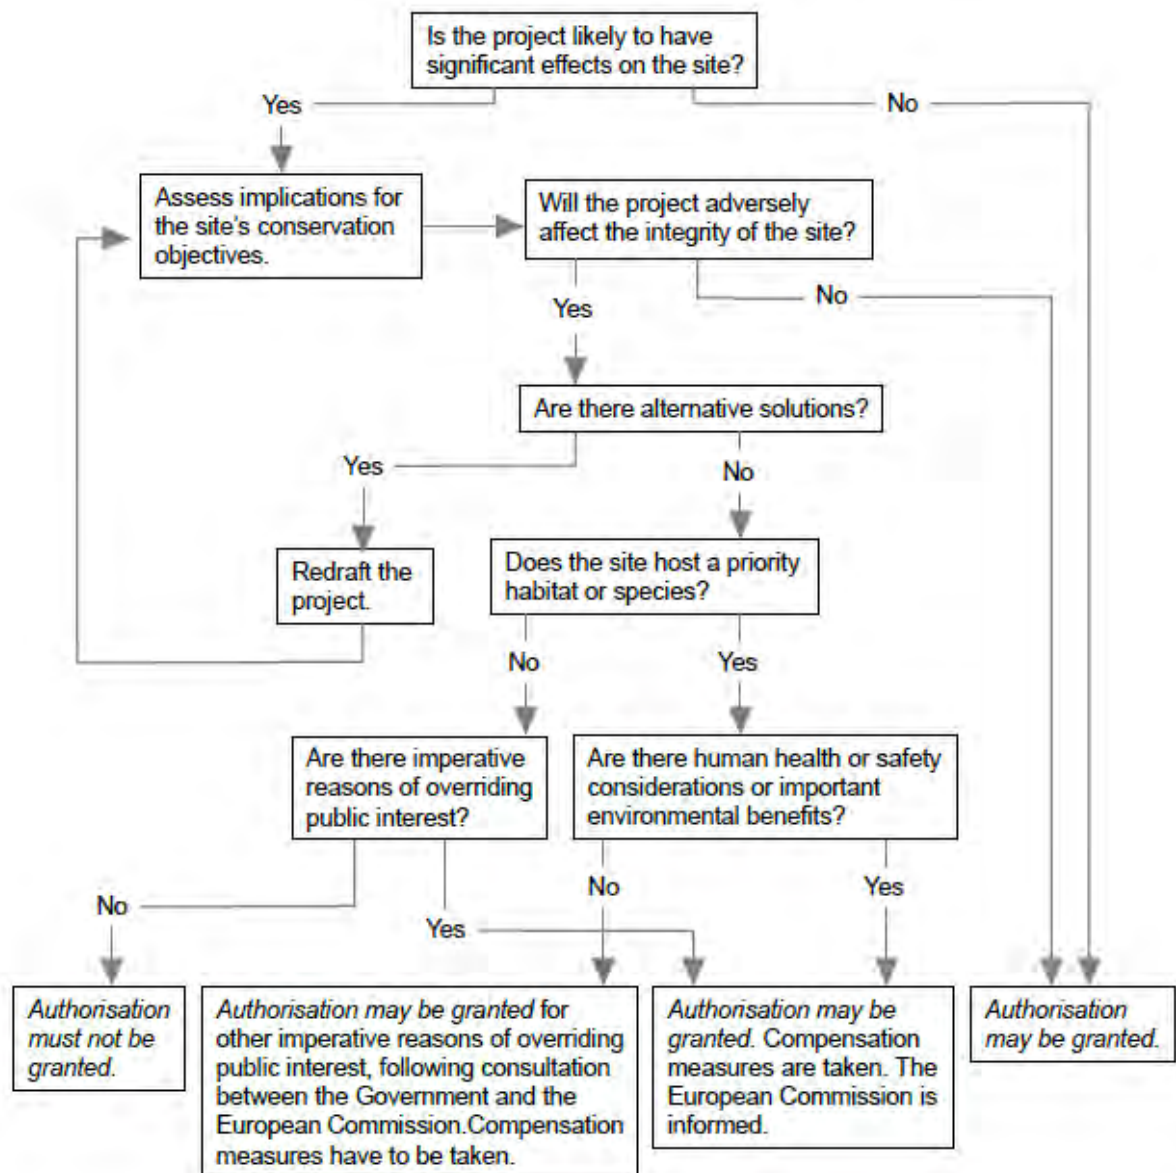 Is the project likely to have
significant effects on the site?
Yes
No
Assess implications for
the site's conservation
objectives.
Will the project adversely
affect the integrity of the site?
Yes
No
Are there alternative solutions?
Yes
No
Redraft the
project.
Does the site host a priority
habitat or species?
No
Yes
Are there imperative
reasons of overriding
public interest?
Are there human health or safety
considerations or important
environmental benefits?
No
Yes
No
Yes
Authorisation
must not be
granted.
Authorisation may be granted for
other imperative reasons of overriding
public interest, following consultation
between the Government and the
European Commission.Compensation
measures have to be taken.
Authorisation may be
granted. Compensation
measures are taken. The
European Commission is
informed.
Authorisation
may be granted.